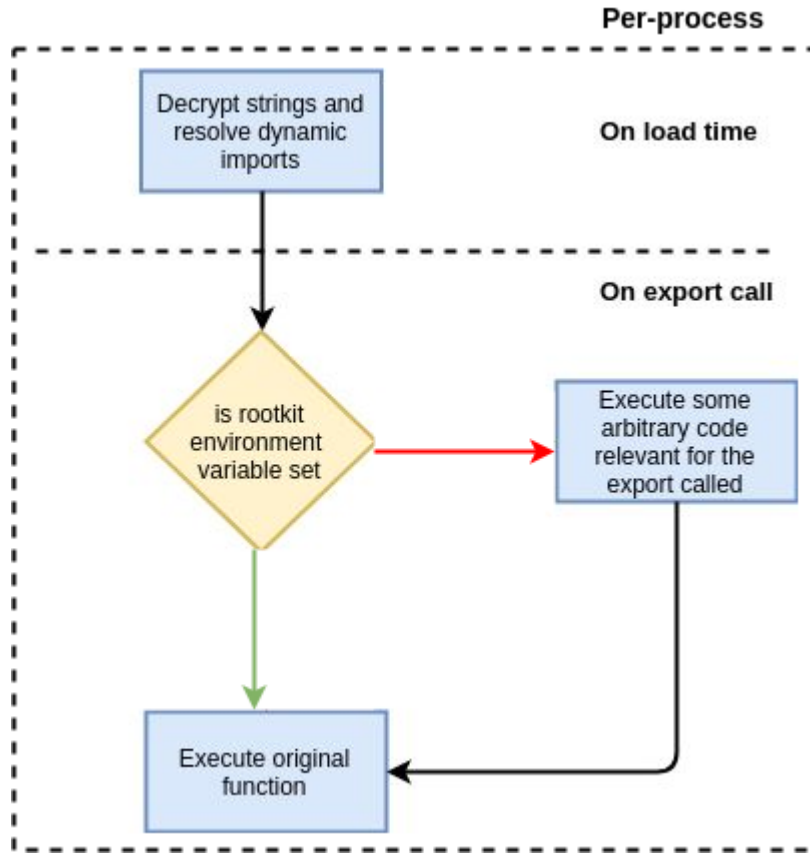 Per-process
Decrypt strings and
resolve dynamic
imports
On load time
On export call
is rootkit
environment
variable set
Execute some
arbitrary code
relevant for the
export called
Execute original
function